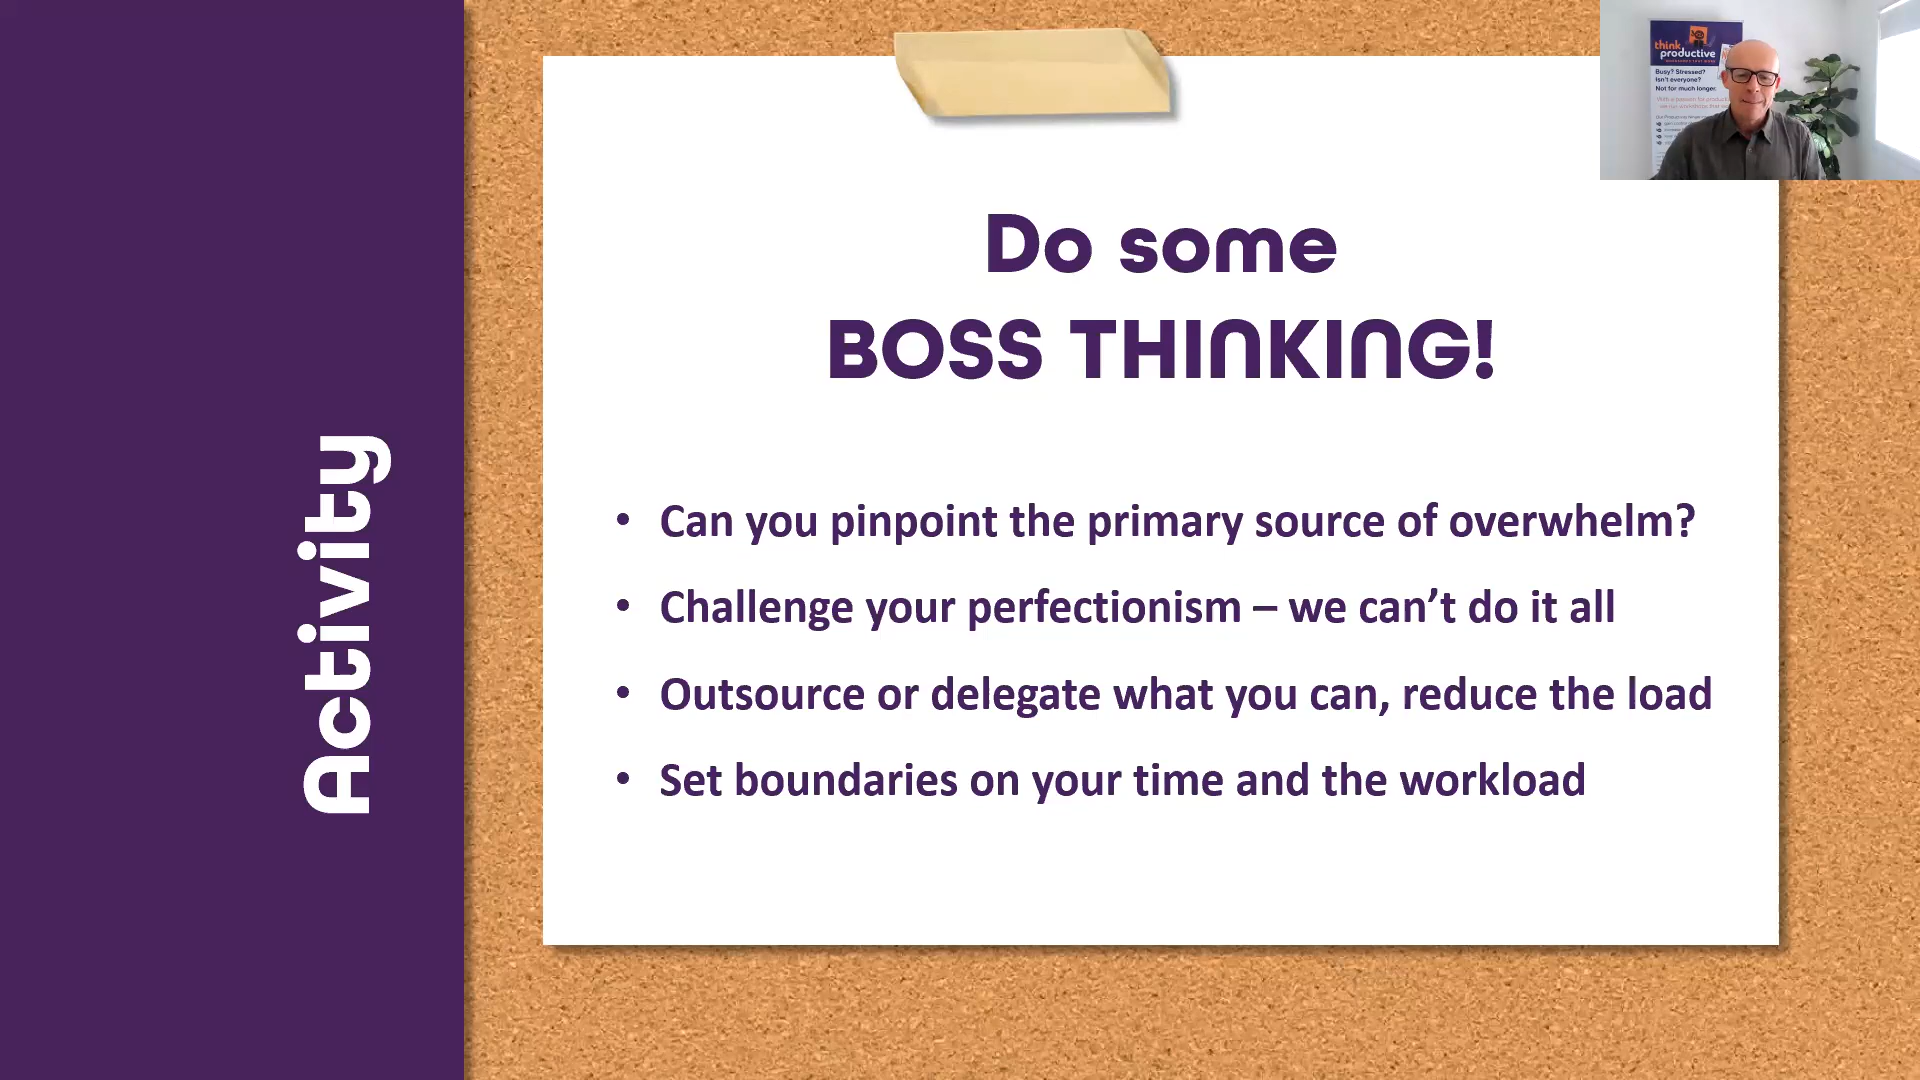 Activity
Do some
BOSS THINKING!
• Can you pinpoint the primary source of overwhelm?
• Challenge your perfectionism – we can’t do it all
• Outsource or delegate what you can, reduce the load
• Set boundaries on your time and the workload
think
productive
Busy? Stressed?
Isn't everyone?
Not for much longer.